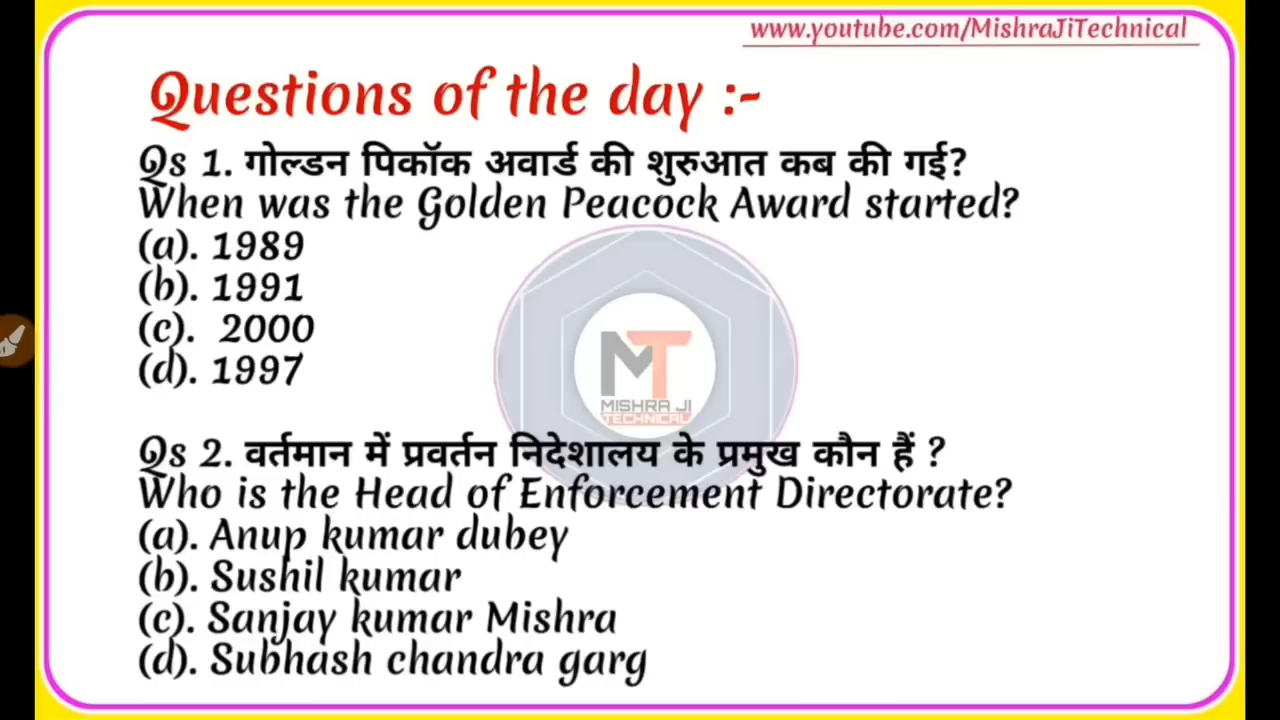 www.youtube.com/MishraJiTechnical
Questions of the day :-
Qs 1. गोल्डन पिकॉक अवार्ड की शुरुआत कब की गई?
When was the Golden Peacock Award started?
(a). 1989
(b). 1991
(c). 2000
(d). 1997
MT
MISHRA JI
TECHNICAL
Qs 2. वर्तमान में प्रवर्तन निदेशालय के प्रमुख कौन हैं ?
Who is the Head of Enforcement Directorate?
(a). Anup kumar dubey
(b). Sushil kumar
(c). Sanjay kumar Mishra
(d). Subhash chandra garg